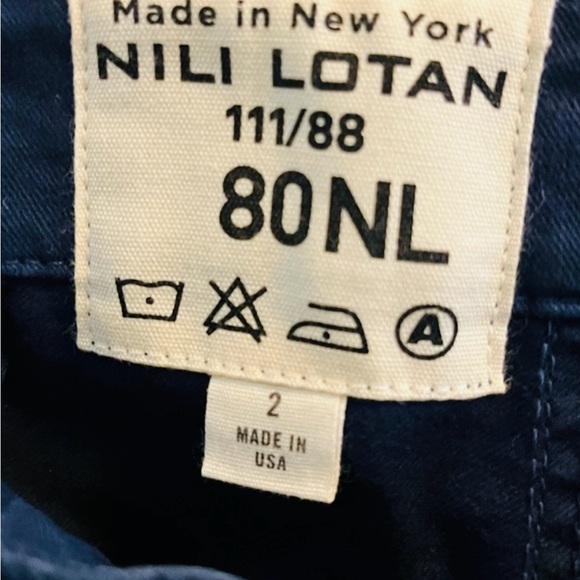 Made in New York
NILI LOTAN
111/88
80NL
A
2
MADE IN
USA